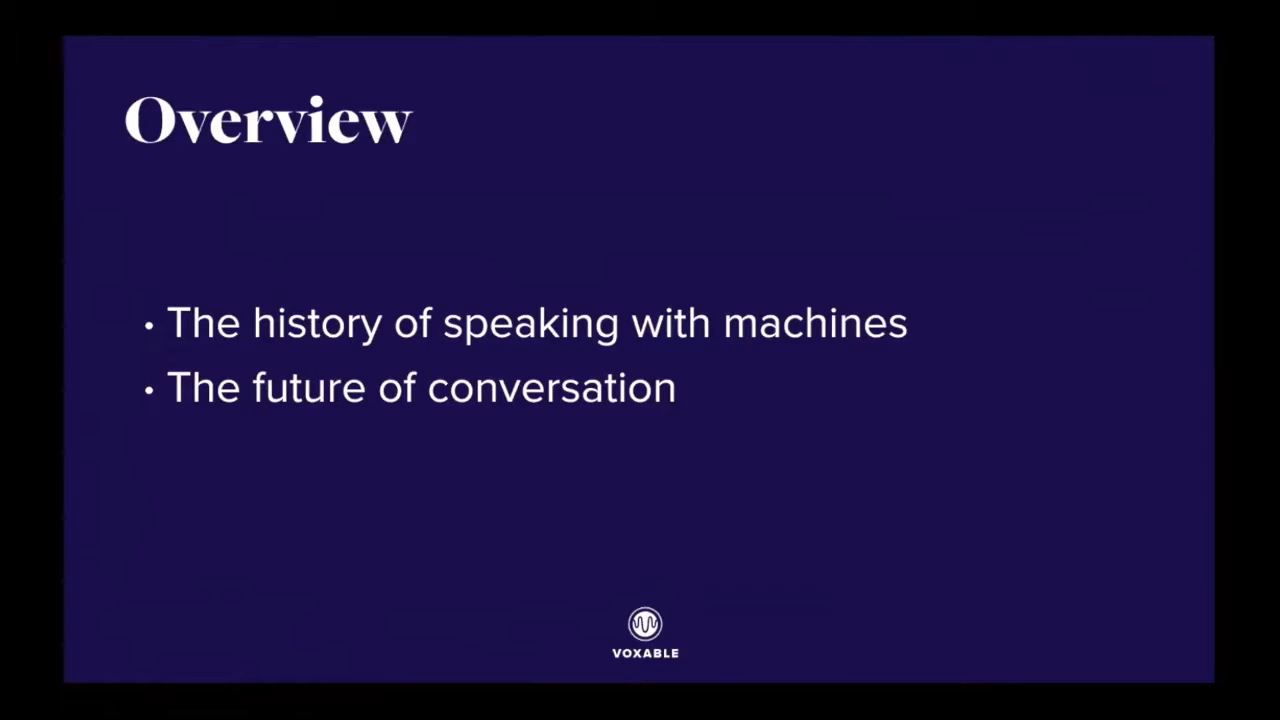 Overview
• The history of speaking with machines
• The future of conversation
VOXABLE